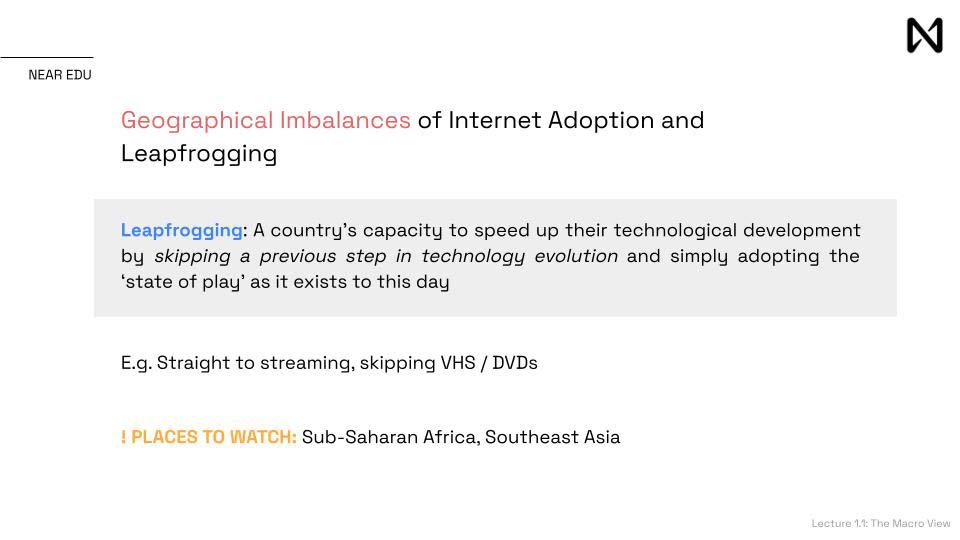 NEAR EDU
Geographical Imbalances of Internet Adoption and
Leapfrogging
Leapfrogging: A country’s capacity to speed up their technological development
by skipping a previous step in technology evolution and simply adopting the
‘state of play’ as it exists to this day
E.g. Straight to streaming, skipping VHS / DVDs
! PLACES TO WATCH: Sub-Saharan Africa, Southeast Asia
Lecture 1.1: The Macro View